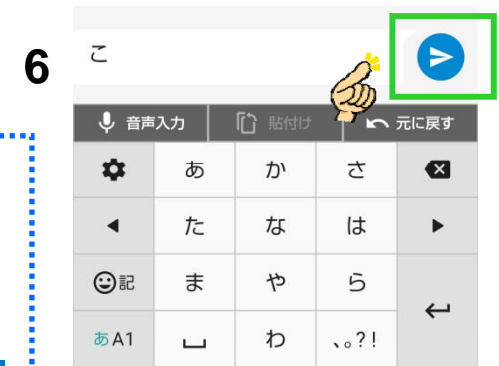 6
こ
音声入力 貼付け 元に戻す
あ か さ
た な は
記 ま や ら
あA1 わ 、。?!